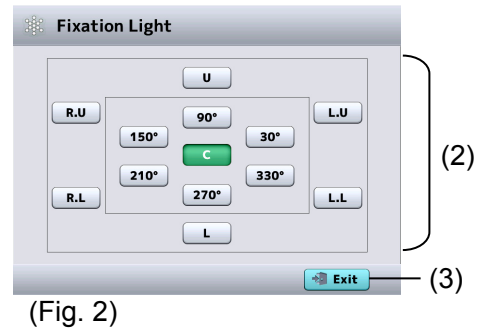 Fixation Light
U
R.U
90°
L.U
150°
30°
C
(2)
210°
330°
R.L
270°
L.L
L
Exit
(3)
(Fig. 2)